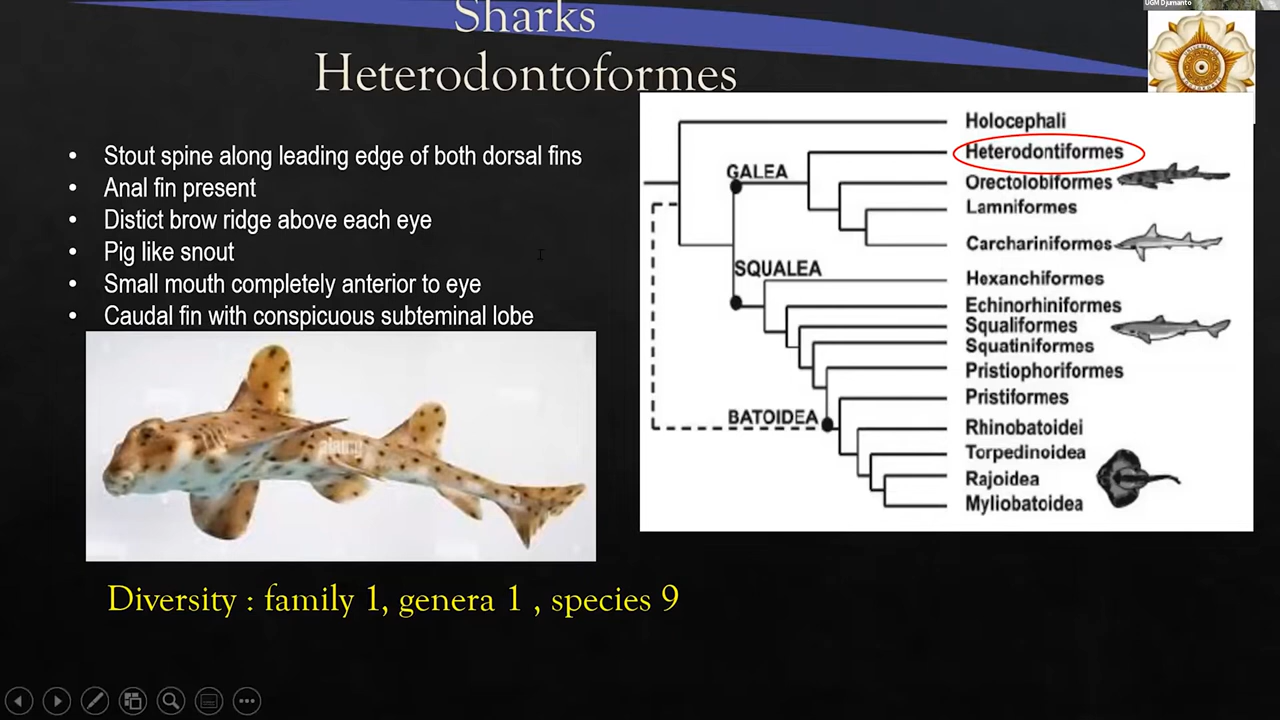 UGM Djumanto
Sharks
Heterodontoformes
• Stout spine along leading edge of both dorsal fins
• Anal fin present
• Distict brow ridge above each eye
• Pig like snout
• Small mouth completely anterior to eye
• Caudal fin with conspicuous subteminal lobe
alamy
Diversity : family 1, genera 1 , species 9
Holocephali
Heterodontiformes
GALEA
Orectolobiformes
Lamniformes
Carchariniformes
SQUALEA
Hexanchiformes
Echinorhiniformes
Squaliformes
Squatiniformes
Pristiophoriformes
Pristiformes
BATOIDEA
Rhinobatoidei
Torpedinoidea
Rajoidea
Myliobatoidea